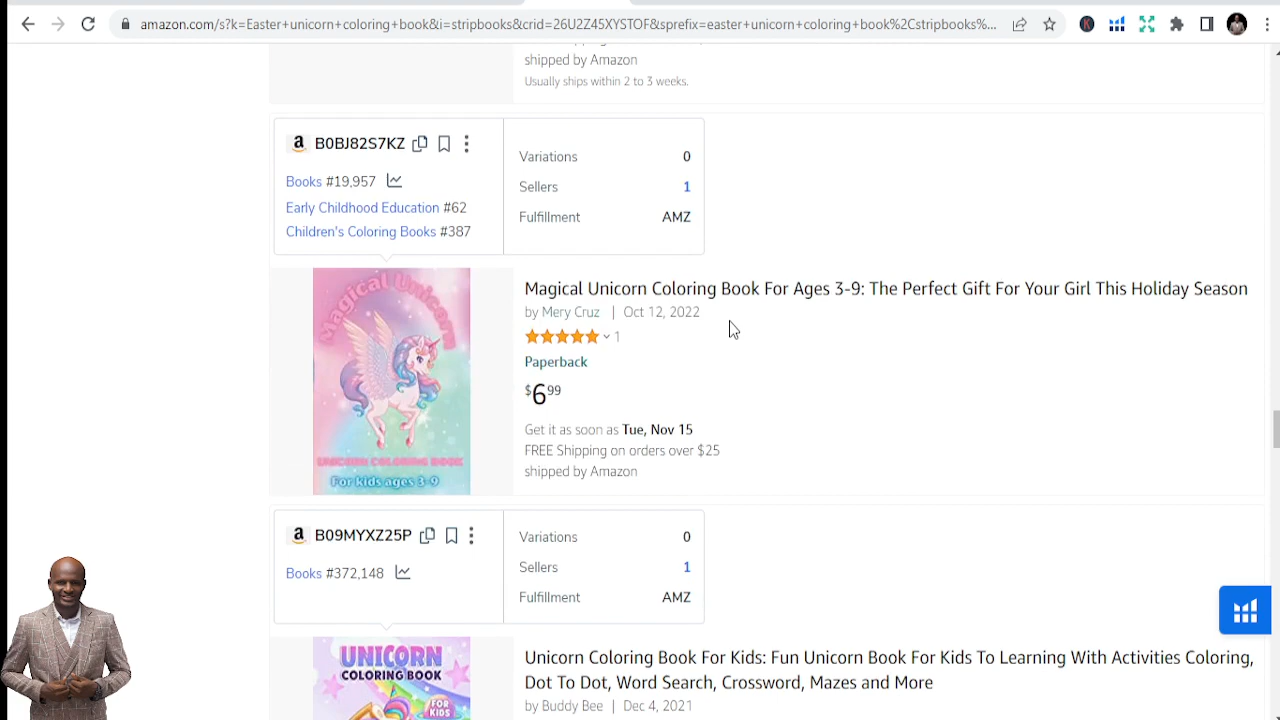 amazon.com/s?k=Easter+unicorn+coloring+book&i=stripbooks&crid=26U2Z45XYSTOF&sprefix=easter+unicorn+coloring+book%2Cstripbooks%...
shipped by Amazon
Usually ships within 2 to 3 weeks.
B0BJ82S7KZ
Books #19,957
Early Childhood Education #62
Children's Coloring Books #387
Variations 0
Sellers 1
Fulfillment AMZ
Magical Unicorn
UNICORN COLORING BOOK
For kids ages 3-9
Magical Unicorn Coloring Book For Ages 3-9: The Perfect Gift For Your Girl This Holiday Season
by Mery Cruz | Oct 12, 2022
1
Paperback
$6.99
Get it as soon as Tue, Nov 15
FREE Shipping on orders over $25
shipped by Amazon
B09MYXZ25P
Books #372,148
Variations 0
Sellers 1
Fulfillment AMZ
UNICORN
COLORING BOOK
FOR
KIDS
Unicorn Coloring Book For Kids: Fun Unicorn Book For Kids To Learning With Activities Coloring,
Dot To Dot, Word Search, Crossword, Mazes and More
by Buddy Bee | Dec 4, 2021